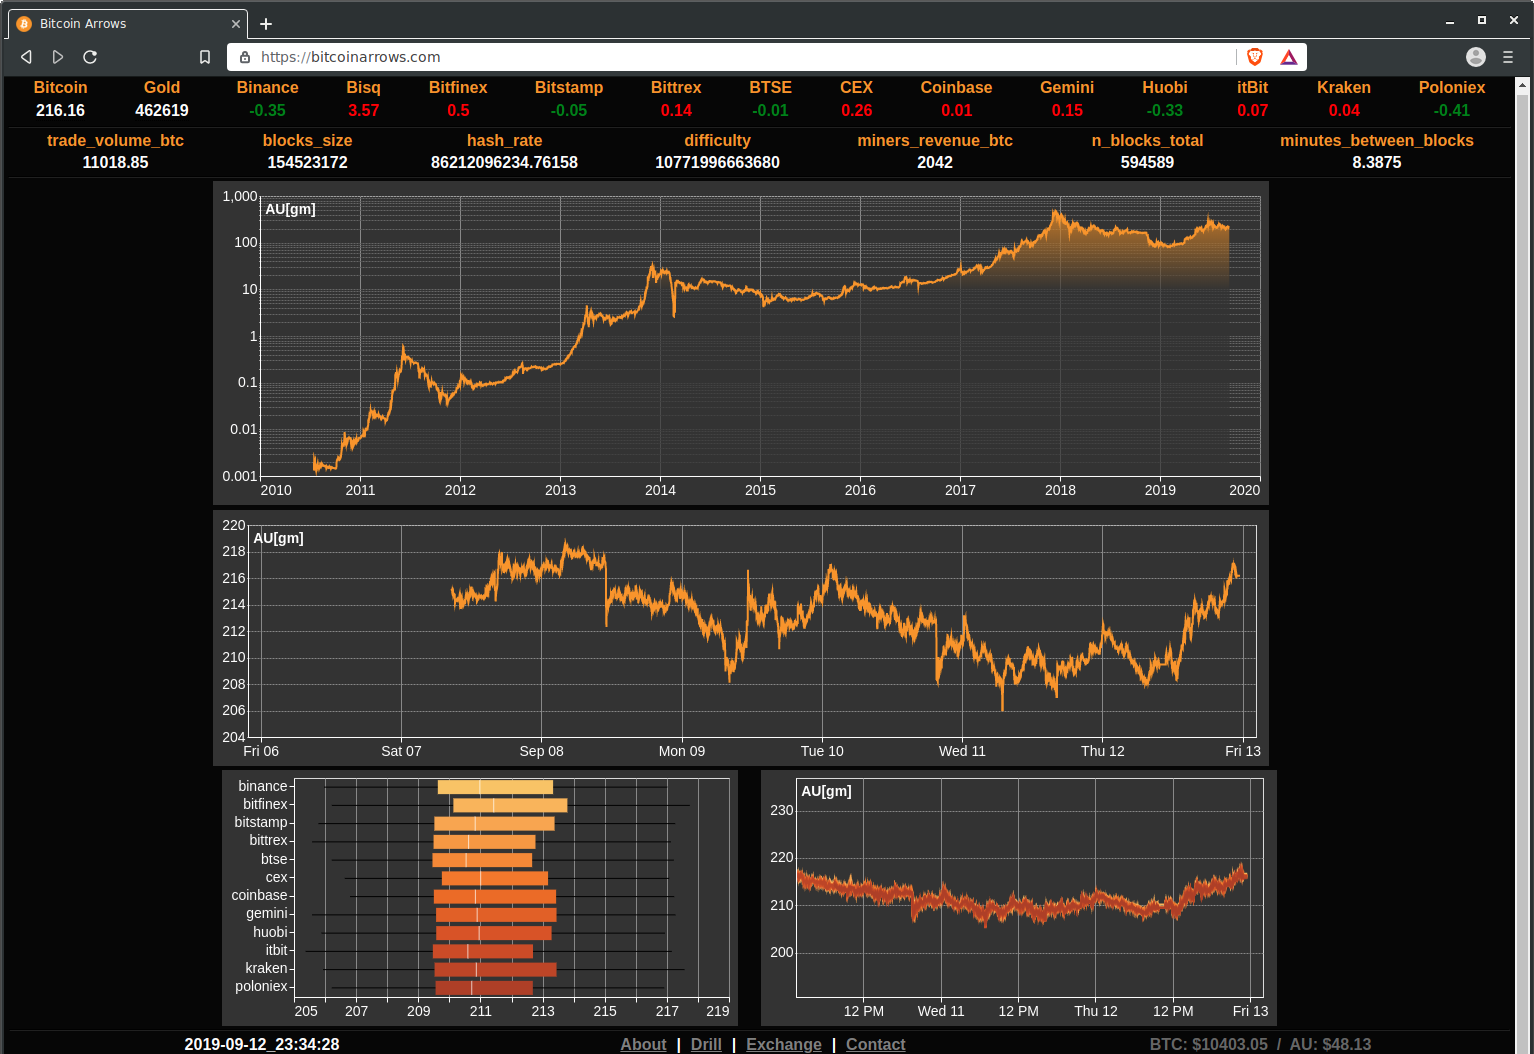 Bitcoin Arrows
https://bitcoinarrows.com
Bitcoin Gold Binance Bisq Bitfinex Bitstamp Bittrex BTSE CEX Coinbase Gemini Huobi itBit Kraken Poloniex
216.16 462619 -0.35 3.57 0.5 -0.05 0.14 -0.01 0.26 0.01 0.15 -0.33 0.07 0.04 -0.41
trade_volume_btc blocks_size hash_rate difficulty miners_revenue_btc n_blocks_total minutes_between_blocks
11018.85 154523172 86212096234.76158 10771996663680 2042 594589 8.3875
AU[gm]
1,000
100
10
1
0.1
0.01
0.001
2010 2011 2012 2013 2014 2015 2016 2017 2018 2019 2020
AU[gm]
220
218
216
214
212
210
208
206
204
Fri 06 Sat 07 Sep 08 Mon 09 Tue 10 Wed 11 Thu 12 Fri 13
binance
bitfinex
bitstamp
bittrex
btse
cex
coinbase
gemini
huobi
itbit
kraken
poloniex
205 207 209 211 213 215 217 219
AU[gm]
230
220
210
200
12 PM Wed 11 12 PM Thu 12 12 PM Fri 13
2019-09-12_23:34:28 About | Drill | Exchange | Contact BTC: $10403.05 / AU: $48.13